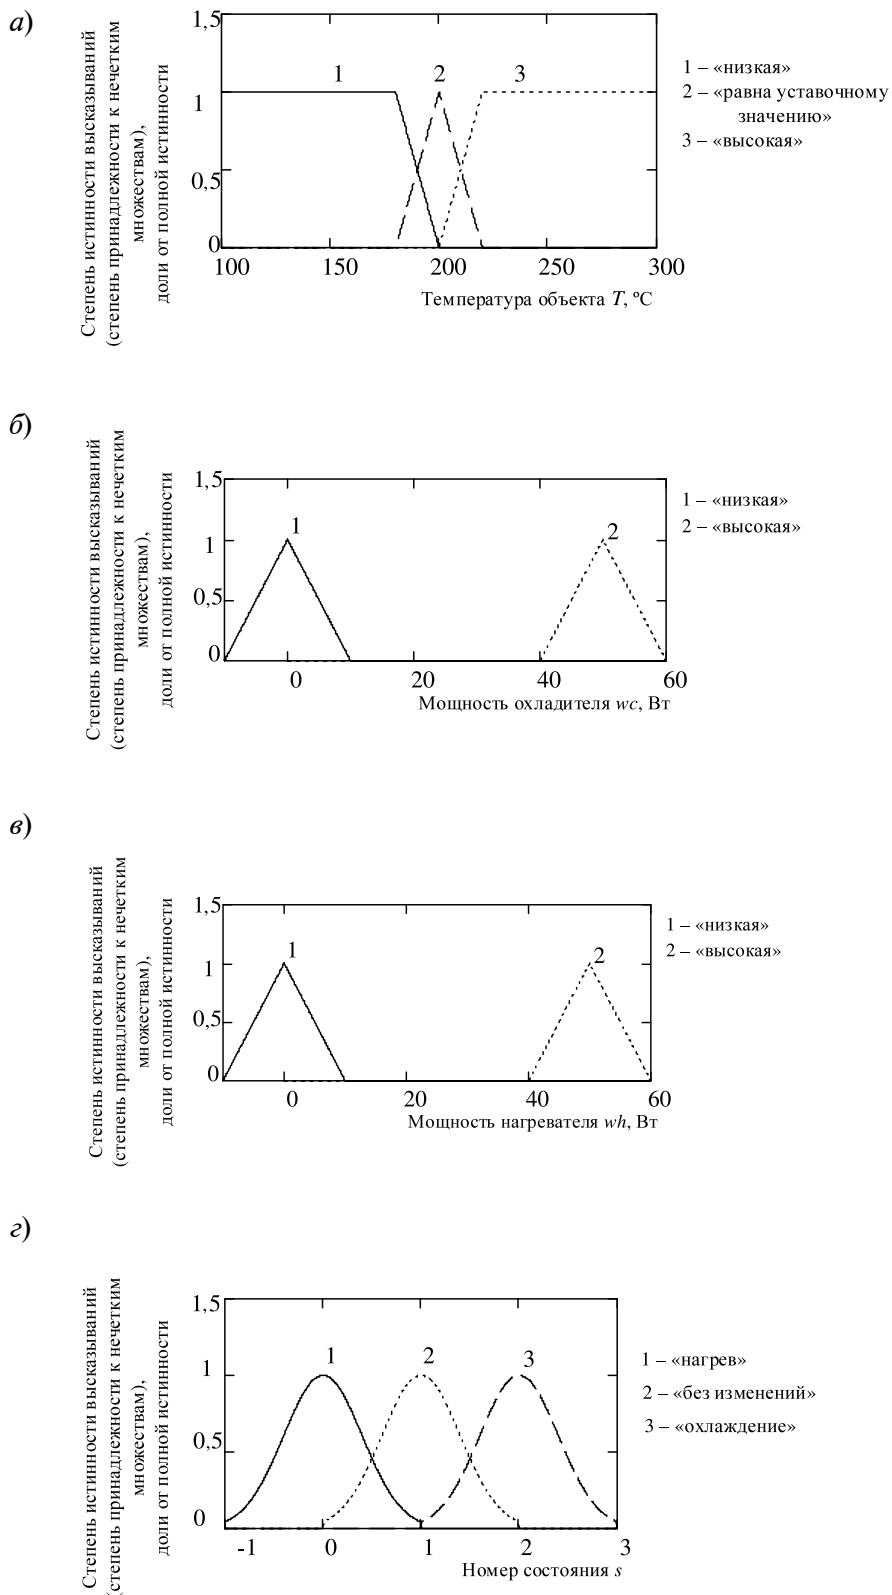 а)
Степень истинности высказываний
(степень принадлежности к нечетким
множествам),
доли от полной истинности
1,5
1
0,5
0
1
2
3
100
150
200
250
300
Температура объекта T, ºС
1 – «низкая»
2 – «равна уставочному
значению»
3 – «высокая»
б)
Степень истинности высказываний
(степень принадлежности к нечетким
множествам),
доли от полной истинности
1,5
1
0,5
0
1
2
0
20
40
60
Мощность охладителя wc, Вт
1 – «низкая»
2 – «высокая»
в)
Степень истинности высказываний
(степень принадлежности к нечетким
множествам),
доли от полной истинности
1,5
1
0,5
0
1
2
0
20
40
60
Мощность нагревателя wh, Вт
1 – «низкая»
2 – «высокая»
г)
Степень истинности высказываний
(степень принадлежности к нечетким
множествам),
доли от полной истинности
1,5
1
0,5
0
1
2
3
-1
0
1
2
3
Номер состояния s
1 – «нагрев»
2 – «без изменений»
3 – «охлаждение»